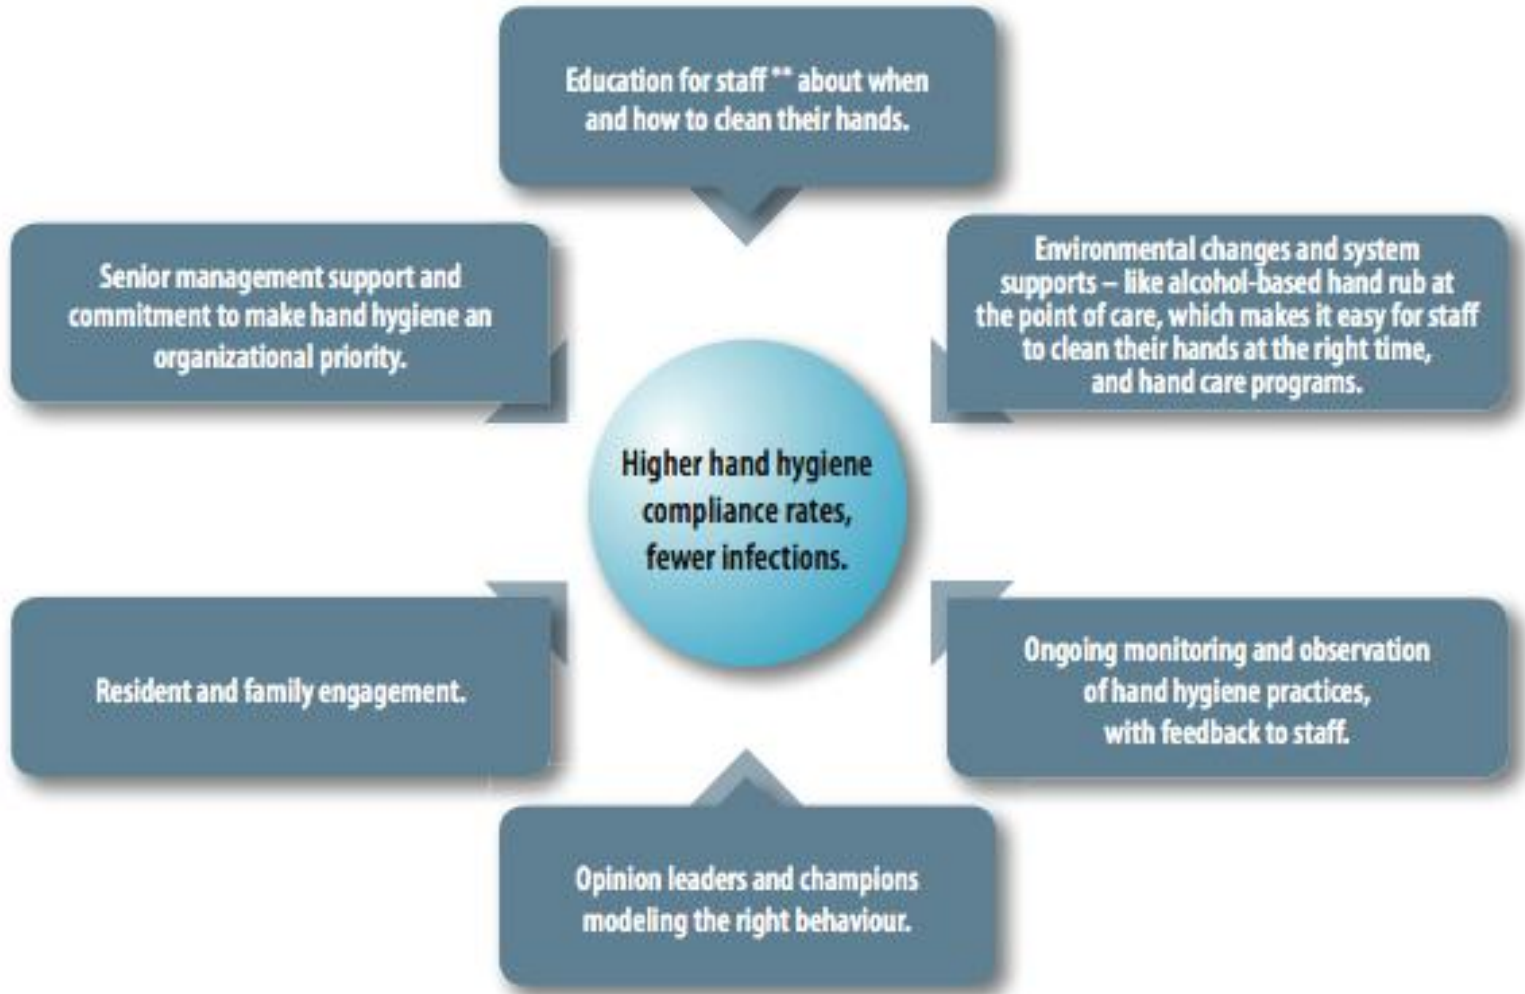 Education for staff ** about when
and how to clean their hands.
Senior management support and
commitment to make hand hygiene an
organizational priority.
Environmental changes and system
supports – like alcohol-based hand rub at
the point of care, which makes it easy for staff
to clean their hands at the right time,
and hand care programs.
Higher hand hygiene
compliance rates,
fewer infections.
Resident and family engagement.
Ongoing monitoring and observation
of hand hygiene practices,
with feedback to staff.
Opinion leaders and champions
modeling the right behaviour.